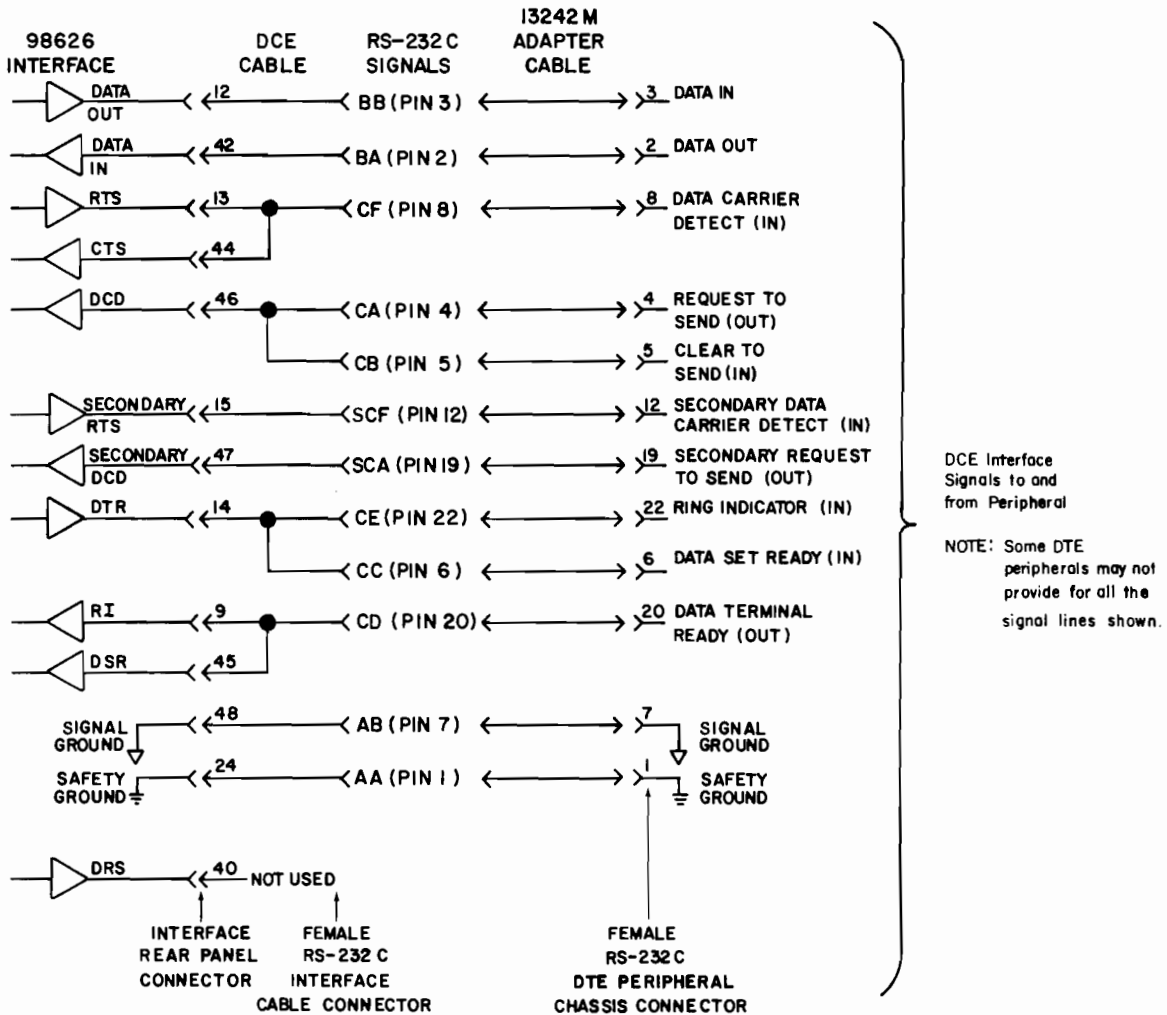 98626
INTERFACE
DCE
CABLE
RS-232C
SIGNALS
13242M
ADAPTER
CABLE
DATA
OUT
12
BB (PIN 3)
3 DATA IN
DATA
IN
42
BA (PIN 2)
2 DATA OUT
RTS
13
CF (PIN 8)
8 DATA CARRIER
DETECT (IN)
CTS
44
DCD
46
CA (PIN 4)
4 REQUEST TO
SEND (OUT)
CB (PIN 5)
5 CLEAR TO
SEND (IN)
SECONDARY
RTS
15
SCF (PIN 12)
12 SECONDARY DATA
CARRIER DETECT (IN)
SECONDARY
DCD
47
SCA (PIN 19)
19 SECONDARY REQUEST
TO SEND (OUT)
DTR
14
CE (PIN 22)
22 RING INDICATOR (IN)
CC (PIN 6)
6 DATA SET READY (IN)
RI
9
CD (PIN 20)
20 DATA TERMINAL
READY (OUT)
DSR
45
SIGNAL
GROUND
48
AB (PIN 7)
7
SIGNAL
GROUND
SAFETY
GROUND
24
AA (PIN 1)
1
SAFETY
GROUND
DRS
40
NOT USED
INTERFACE
REAR PANEL
CONNECTOR
FEMALE
RS-232C
INTERFACE
CABLE CONNECTOR
FEMALE
RS-232C
DTE PERIPHERAL
CHASSIS CONNECTOR
DCE Interface
Signals to and
from Peripheral
NOTE: Some DTE
peripherals may not
provide for all the
signal lines shown.